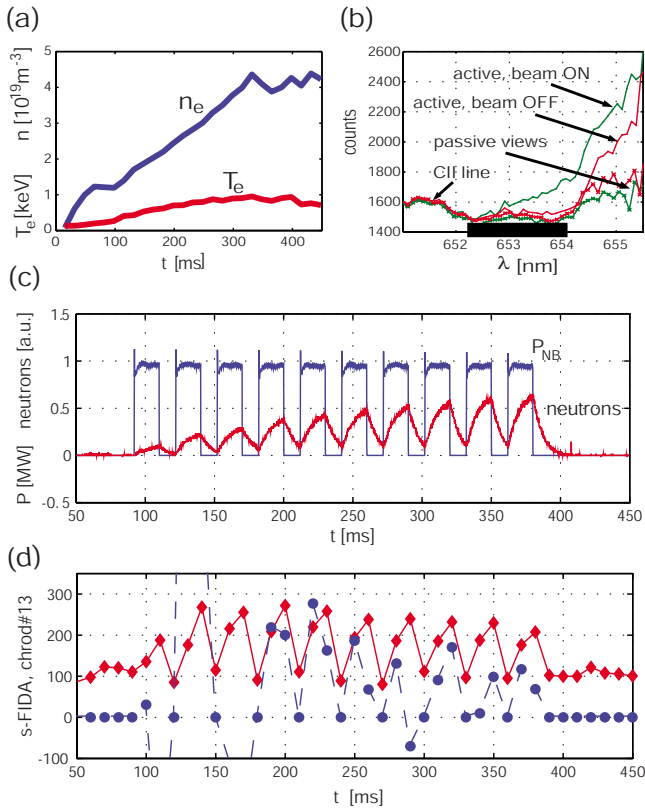 (a)
n [10^19 m^-3]
T_e [keV]
5
4
3
2
1
0
n_e
T_e
0 100 200 300 400
t [ms]
(b)
counts
2600
2400
2200
2000
1800
1600
1400
active, beam ON
active, beam OFF
passive views
CII line
652 653 654 655
λ [nm]
(c)
P [MW] neutrons [a.u.]
1.5
1
0.5
0
-0.5
P_NB
neutrons
50 100 150 200 250 300 350 400 450
t [ms]
(d)
s-FIDA, chrod#13
300
200
100
0
-100
50 100 150 200 250 300 350 400 450
t [ms]